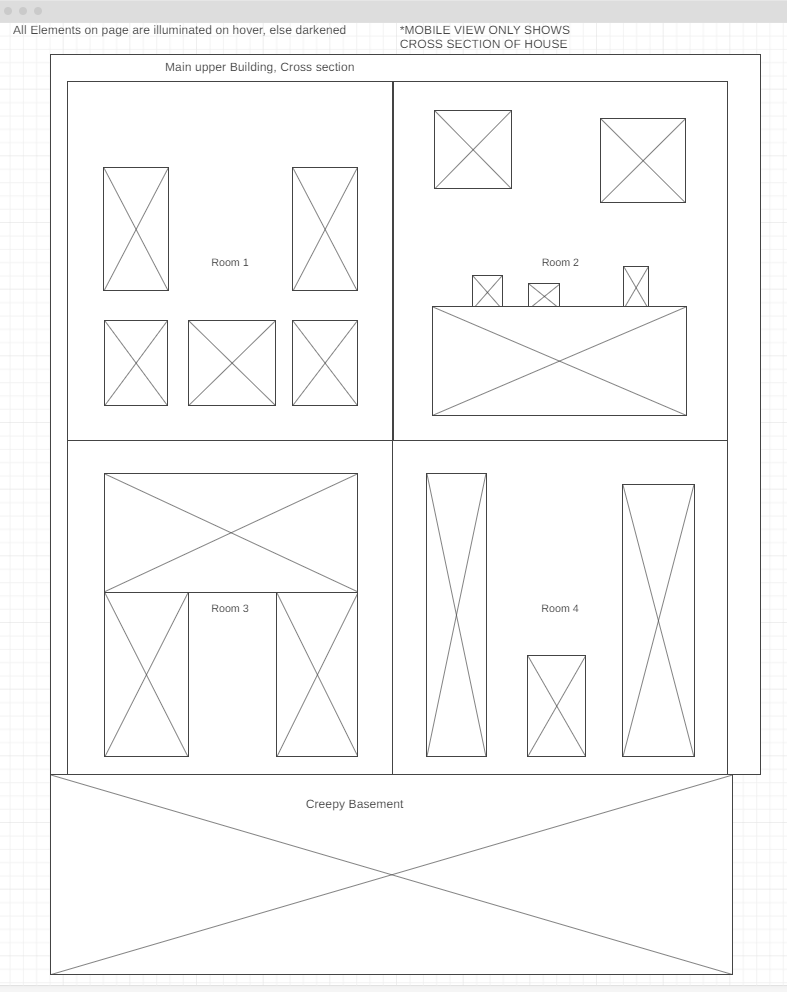 All Elements on page are illuminated on hover, else darkened
*MOBILE VIEW ONLY SHOWS
CROSS SECTION OF HOUSE
Main upper Building, Cross section
Room 1
Room 2
Room 3
Room 4
Creepy Basement